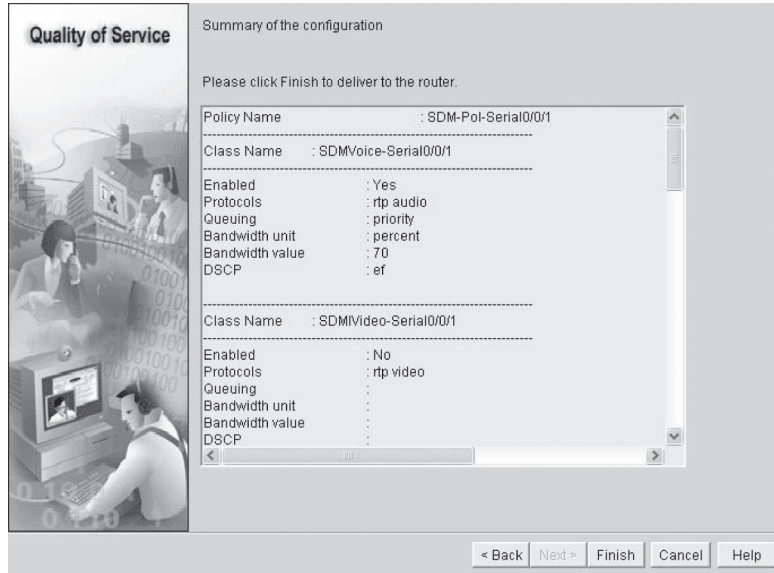 Quality of Service
Summary of the configuration
Please click Finish to deliver to the router.
Policy Name : SDM-Pol-Serial0/0/1
--------------------------------------------------------------------
Class Name : SDMVoice-Serial0/0/1
--------------------------------------------------------------------
Enabled : Yes
Protocols : rtp audio
Queuing : priority
Bandwidth unit : percent
Bandwidth value : 70
DSCP : ef
--------------------------------------------------------------------
Class Name : SDMIVideo-Serial0/0/1
--------------------------------------------------------------------
Enabled : No
Protocols : rtp video
Queuing :
Bandwidth unit :
Bandwidth value :
DSCP :
< Back Next > Finish Cancel Help